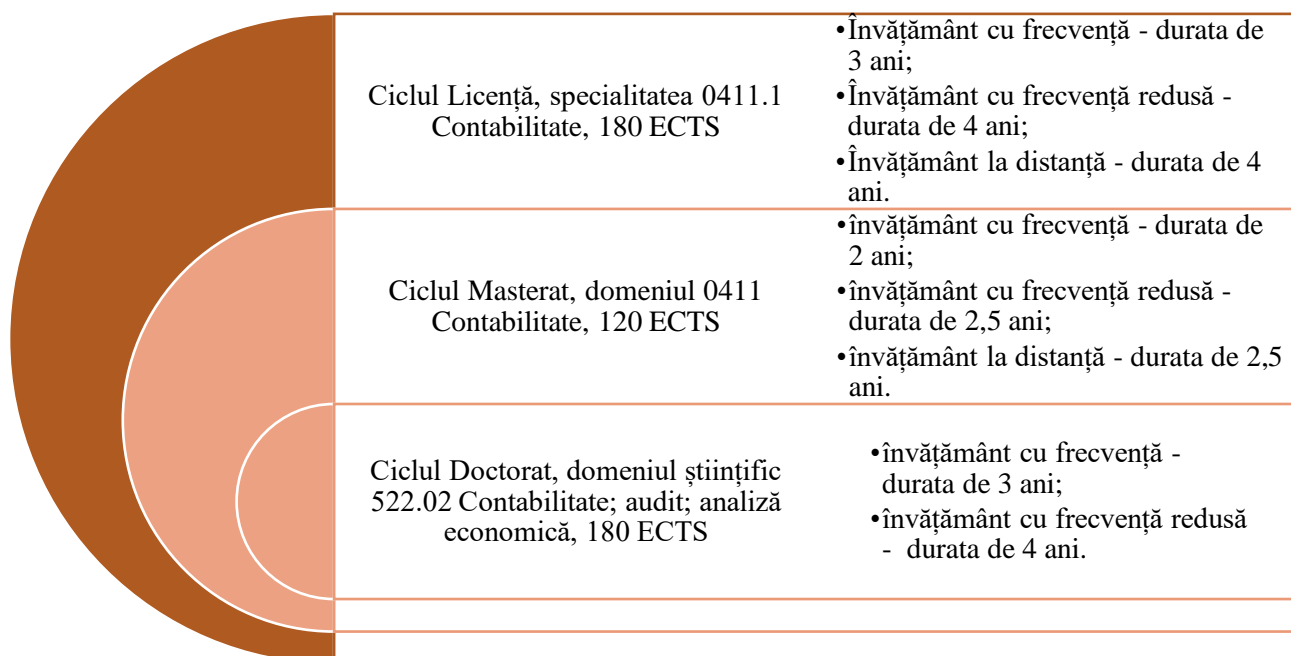 Ciclul Licență, specialitatea 0411.1
Contabilitate, 180 ECTS
•Învățământ cu frecvență - durata de
3 ani;
•Învățământ cu frecvență redusă -
durata de 4 ani;
•Învățământ la distanță - durata de 4
ani.
Ciclul Masterat, domeniul 0411
Contabilitate, 120 ECTS
•învățământ cu frecvență - durata de
2 ani;
•învățământ cu frecvență redusă -
durata de 2,5 ani;
•învățământ la distanță - durata de 2,5
ani.
Ciclul Doctorat, domeniul științific
522.02 Contabilitate; audit; analiză
economică, 180 ECTS
•învățământ cu frecvență -
durata de 3 ani;
•învățământ cu frecvență redusă
- durata de 4 ani.